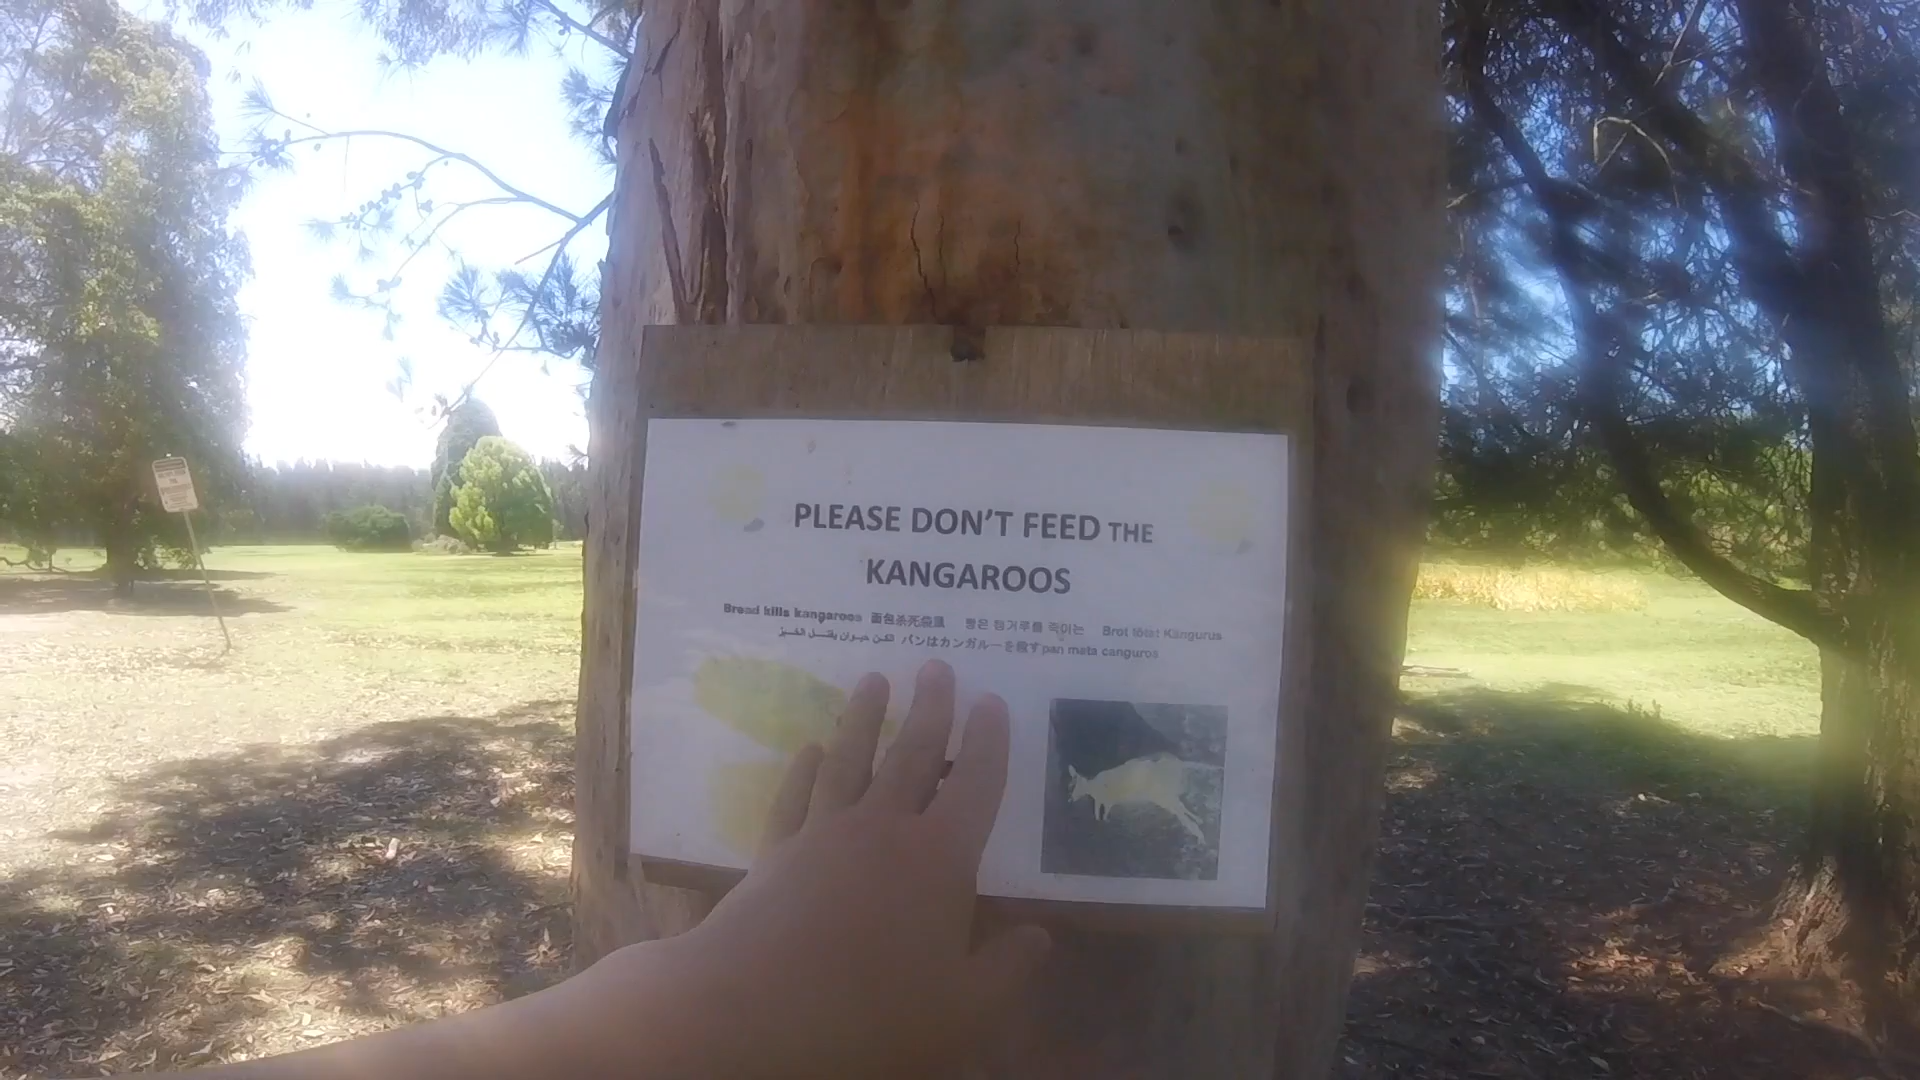 PLEASE DON'T FEED THE
KANGAROOS
Bread kills kangaroos 面包杀死袋鼠 빵은 캥거루를 죽이는 Brot tötet Kängurus
パンはカンガルーを殺す pan mata canguros